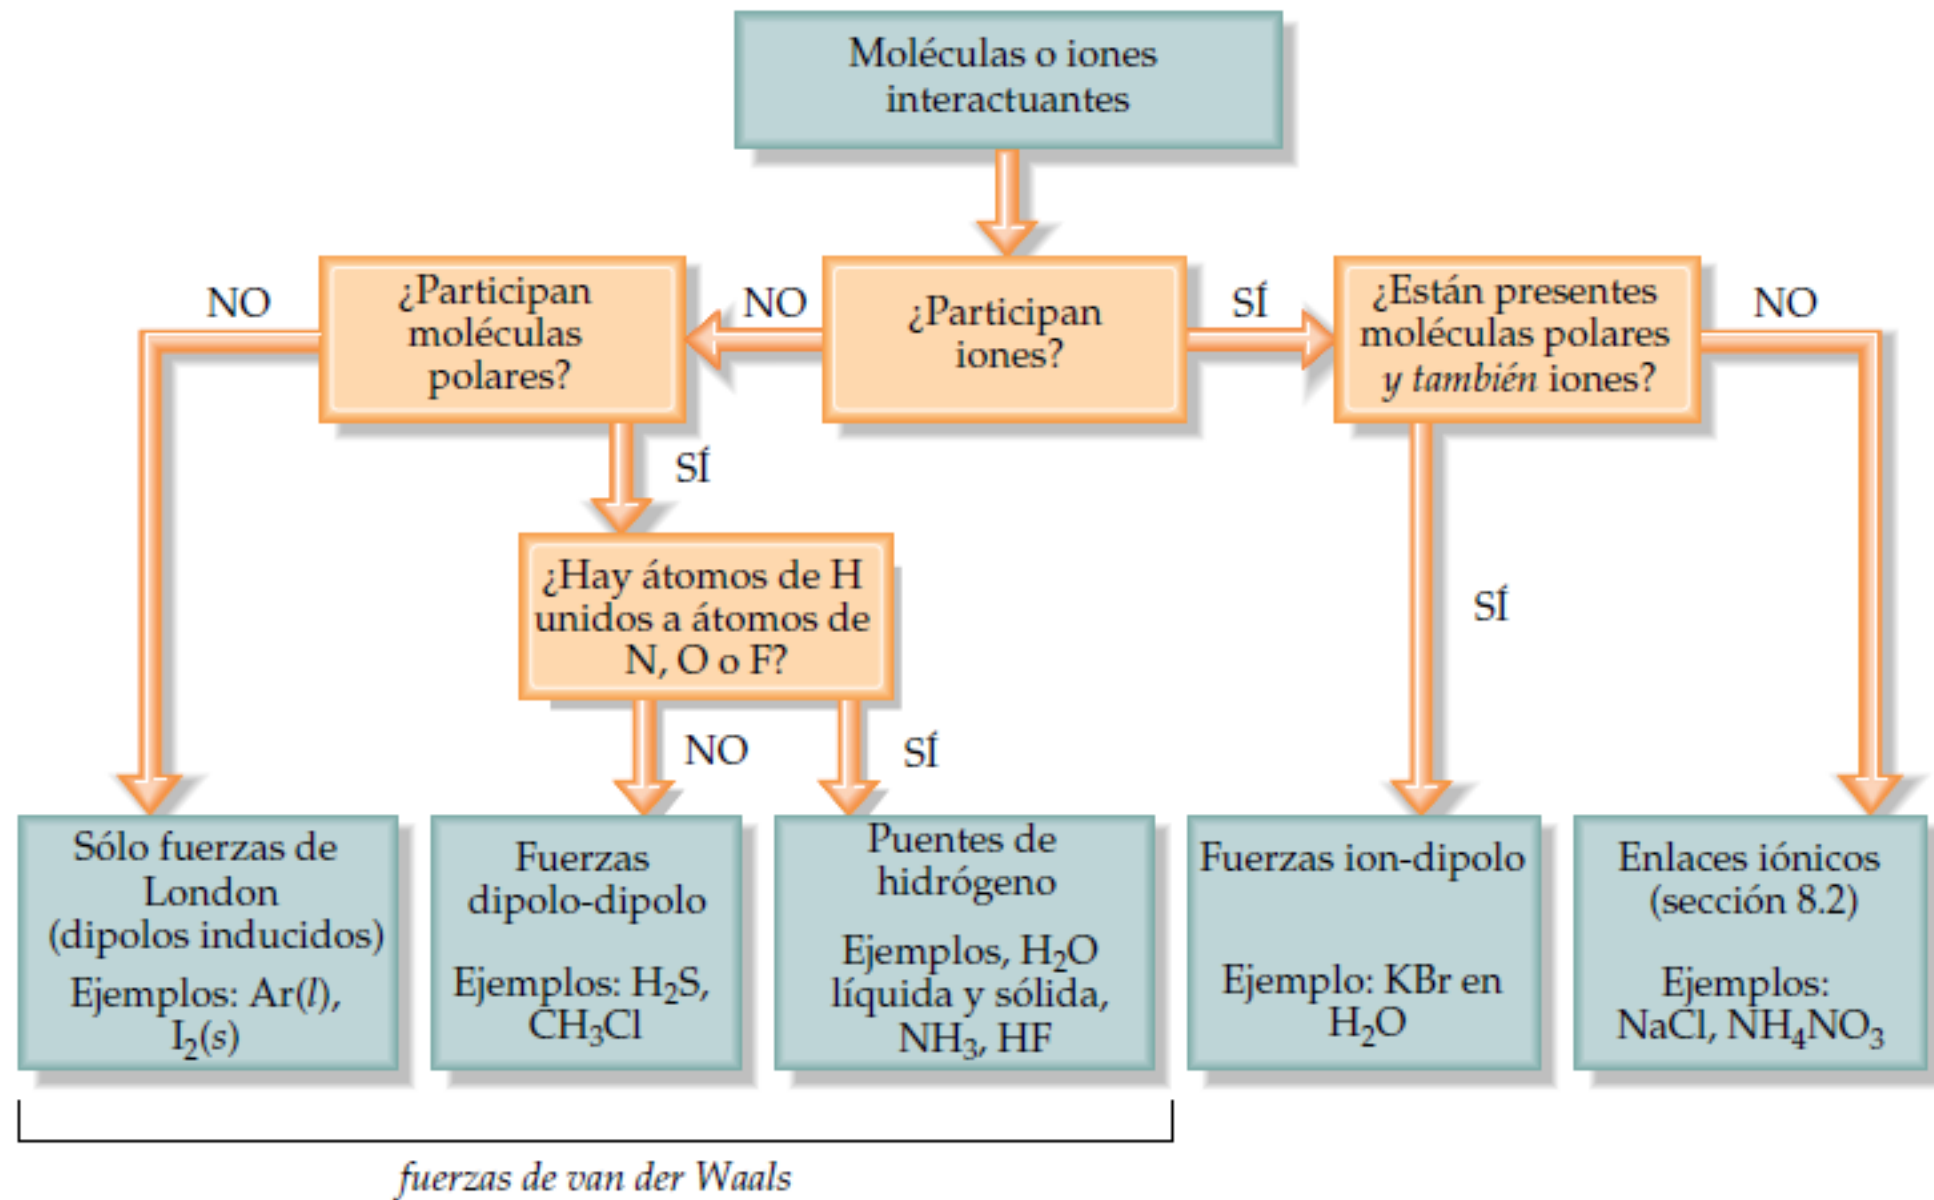 Moléculas o iones
interactuantes
NO
¿Participan
moléculas
polares?
NO
¿Participan
iones?
SÍ
¿Están presentes
moléculas polares
y también iones?
NO
SÍ
¿Hay átomos de H
unidos a átomos de
N, O o F?
SÍ
NO
SÍ
Sólo fuerzas de
London
(dipolos inducidos)
Ejemplos: Ar(l),
I₂(s)
Fuerzas
dipolo-dipolo
Ejemplos: H₂S,
CH₃Cl
Puentes de
hidrógeno
Ejemplos, H₂O
líquida y sólida,
NH₃, HF
Fuerzas ion-dipolo
Ejemplo: KBr en
H₂O
Enlaces iónicos
(sección 8.2)
Ejemplos:
NaCl, NH₄NO₃
fuerzas de van der Waals